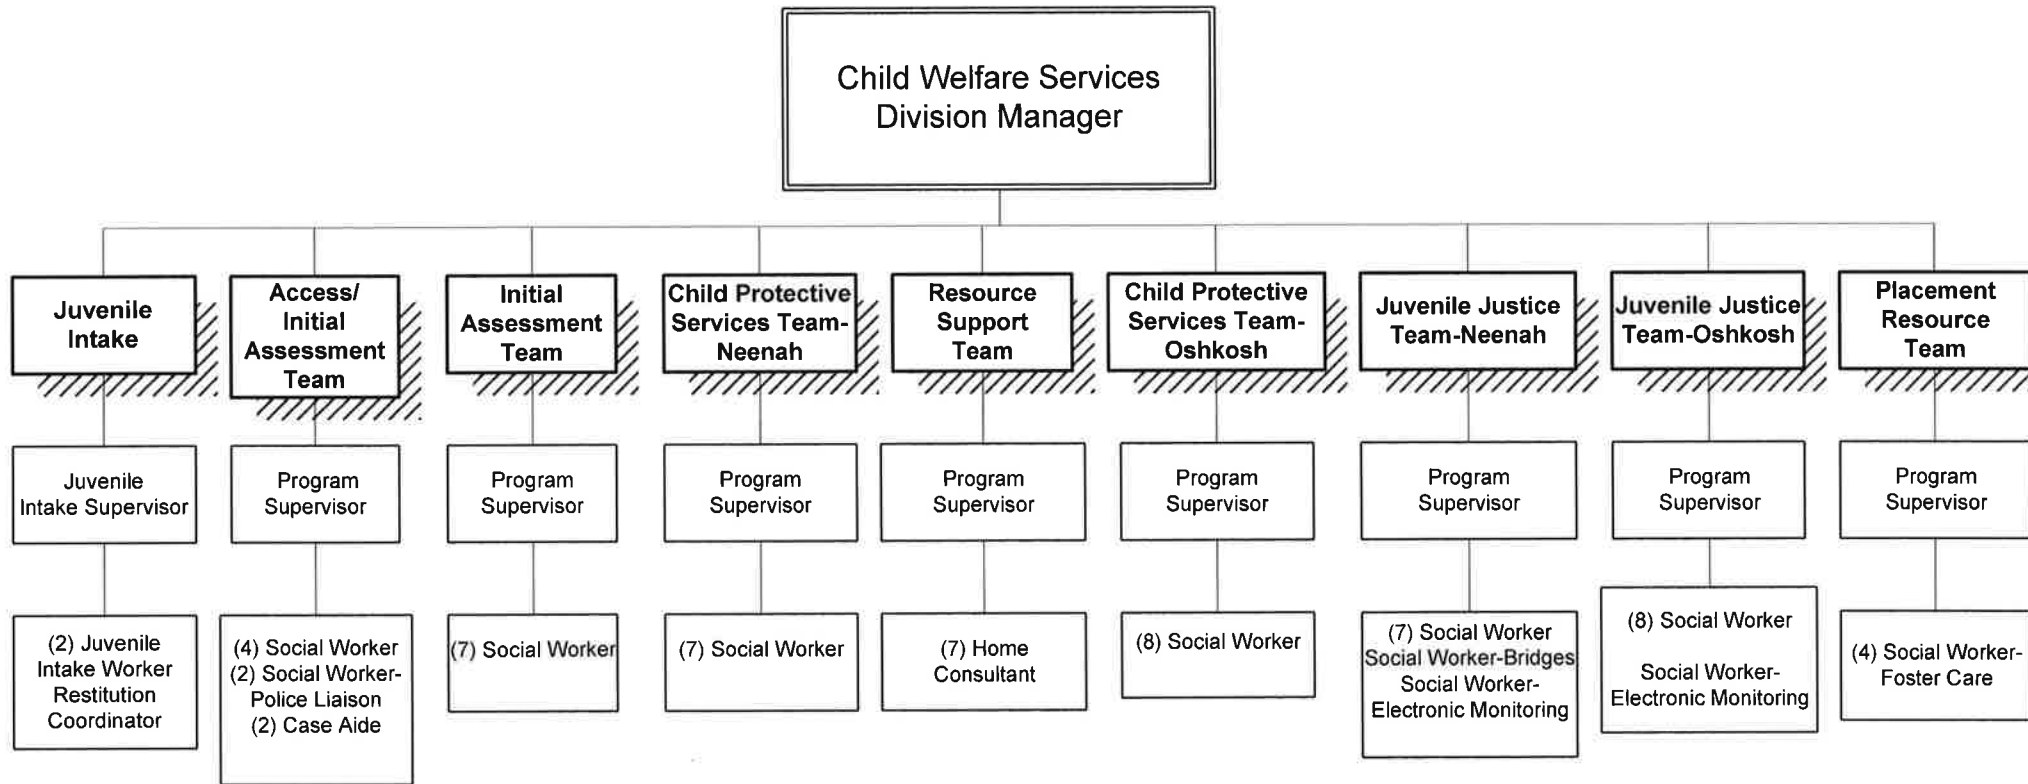 Child Welfare Services
Division Manager
Juvenile
Intake
Access/
Initial
Assessment
Team
Initial
Assessment
Team
Child Protective
Services Team-
Neenah
Resource
Support
Team
Child Protective
Services Team-
Oshkosh
Juvenile Justice
Team-Neenah
Juvenile Justice
Team-Oshkosh
Placement
Resource
Team
Juvenile
Intake Supervisor
Program
Supervisor
Program
Supervisor
Program
Supervisor
Program
Supervisor
Program
Supervisor
Program
Supervisor
Program
Supervisor
Program
Supervisor
(2) Juvenile
Intake Worker
Restitution
Coordinator
(4) Social Worker
(2) Social Worker-
Police Liaison
(2) Case Aide
(7) Social Worker
(7) Social Worker
(7) Home
Consultant
(8) Social Worker
(7) Social Worker
Social Worker-Bridges
Social Worker-
Electronic Monitoring
(8) Social Worker
Social Worker-
Electronic Monitoring
(4) Social Worker-
Foster Care